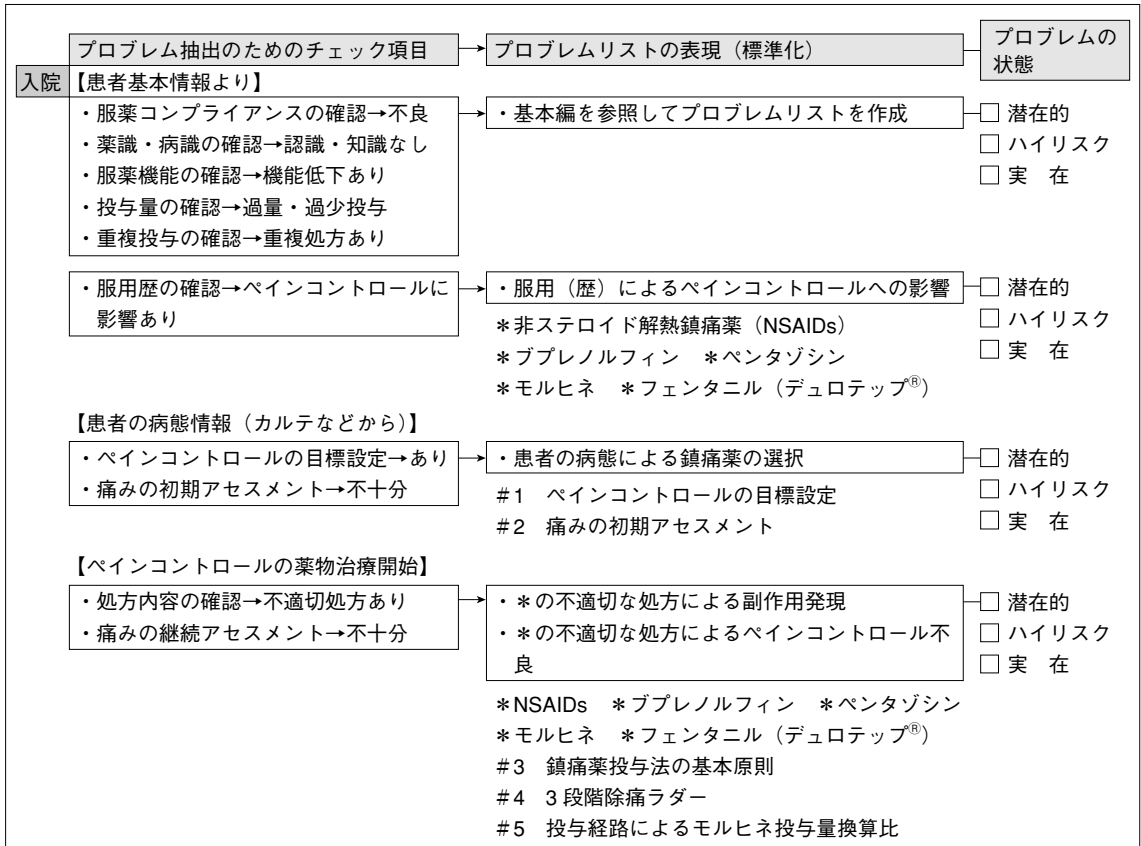 プロブレム抽出のためのチェック項目 → プロブレムリストの表現（標準化） プロブレムの
状態
入院 【患者基本情報より】
・服薬コンプライアンスの確認→不良 → ・基本編を参照してプロブレムリストを作成 □ 潜在的
・薬識・病識の確認→認識・知識なし □ ハイリスク
・服薬機能の確認→機能低下あり □ 実　在
・投与量の確認→過量・過少投与
・重複投与の確認→重複処方あり
・服用歴の確認→ペインコントロールに → ・服用（歴）によるペインコントロールへの影響 □ 潜在的
影響あり □ ハイリスク
＊非ステロイド解熱鎮痛薬（NSAIDs） □ 実　在
＊ブプレノルフィン　＊ペンタゾシン
＊モルヒネ　＊フェンタニル（デュロテップ®）
【患者の病態情報（カルテなどから）】
・ペインコントロールの目標設定→あり → ・患者の病態による鎮痛薬の選択 □ 潜在的
・痛みの初期アセスメント→不十分 □ ハイリスク
＃1　ペインコントロールの目標設定 □ 実　在
＃2　痛みの初期アセスメント
【ペインコントロールの薬物治療開始】
・処方内容の確認→不適切処方あり → ・＊の不適切な処方による副作用発現 □ 潜在的
・痛みの継続アセスメント→不十分 ・＊の不適切な処方によるペインコントロール不 □ ハイリスク
良 □ 実　在
＊NSAIDs　＊ブプレノルフィン　＊ペンタゾシン
＊モルヒネ　＊フェンタニル（デュロテップ®）
＃3　鎮痛薬投与法の基本原則
＃4　3段階除痛ラダー
＃5　投与経路によるモルヒネ投与量換算比